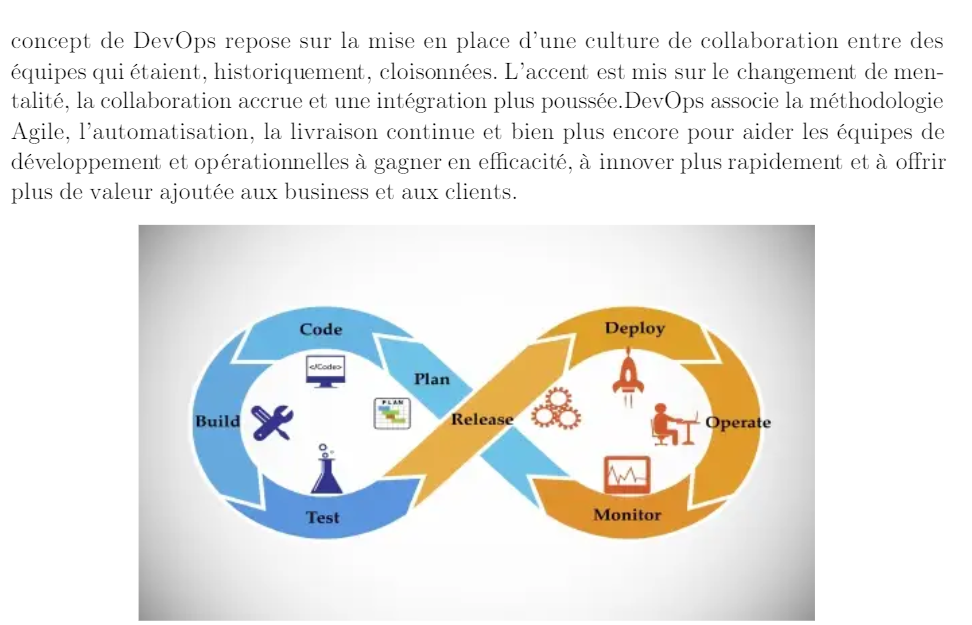 concept de DevOps repose sur la mise en place d'une culture de collaboration entre des
équipes qui étaient, historiquement, cloisonnées. L'accent est mis sur le changement de men-
talité, la collaboration accrue et une intégration plus poussée.DevOps associe la méthodologie
Agile, l'automatisation, la livraison continue et bien plus encore pour aider les équipes de
développement et opérationnelles à gagner en efficacité, à innover plus rapidement et à offrir
plus de valeur ajoutée aux business et aux clients.
Code
Deploy
</Code>
Plan
PLAN
Build
Release
Operate
Test
Monitor